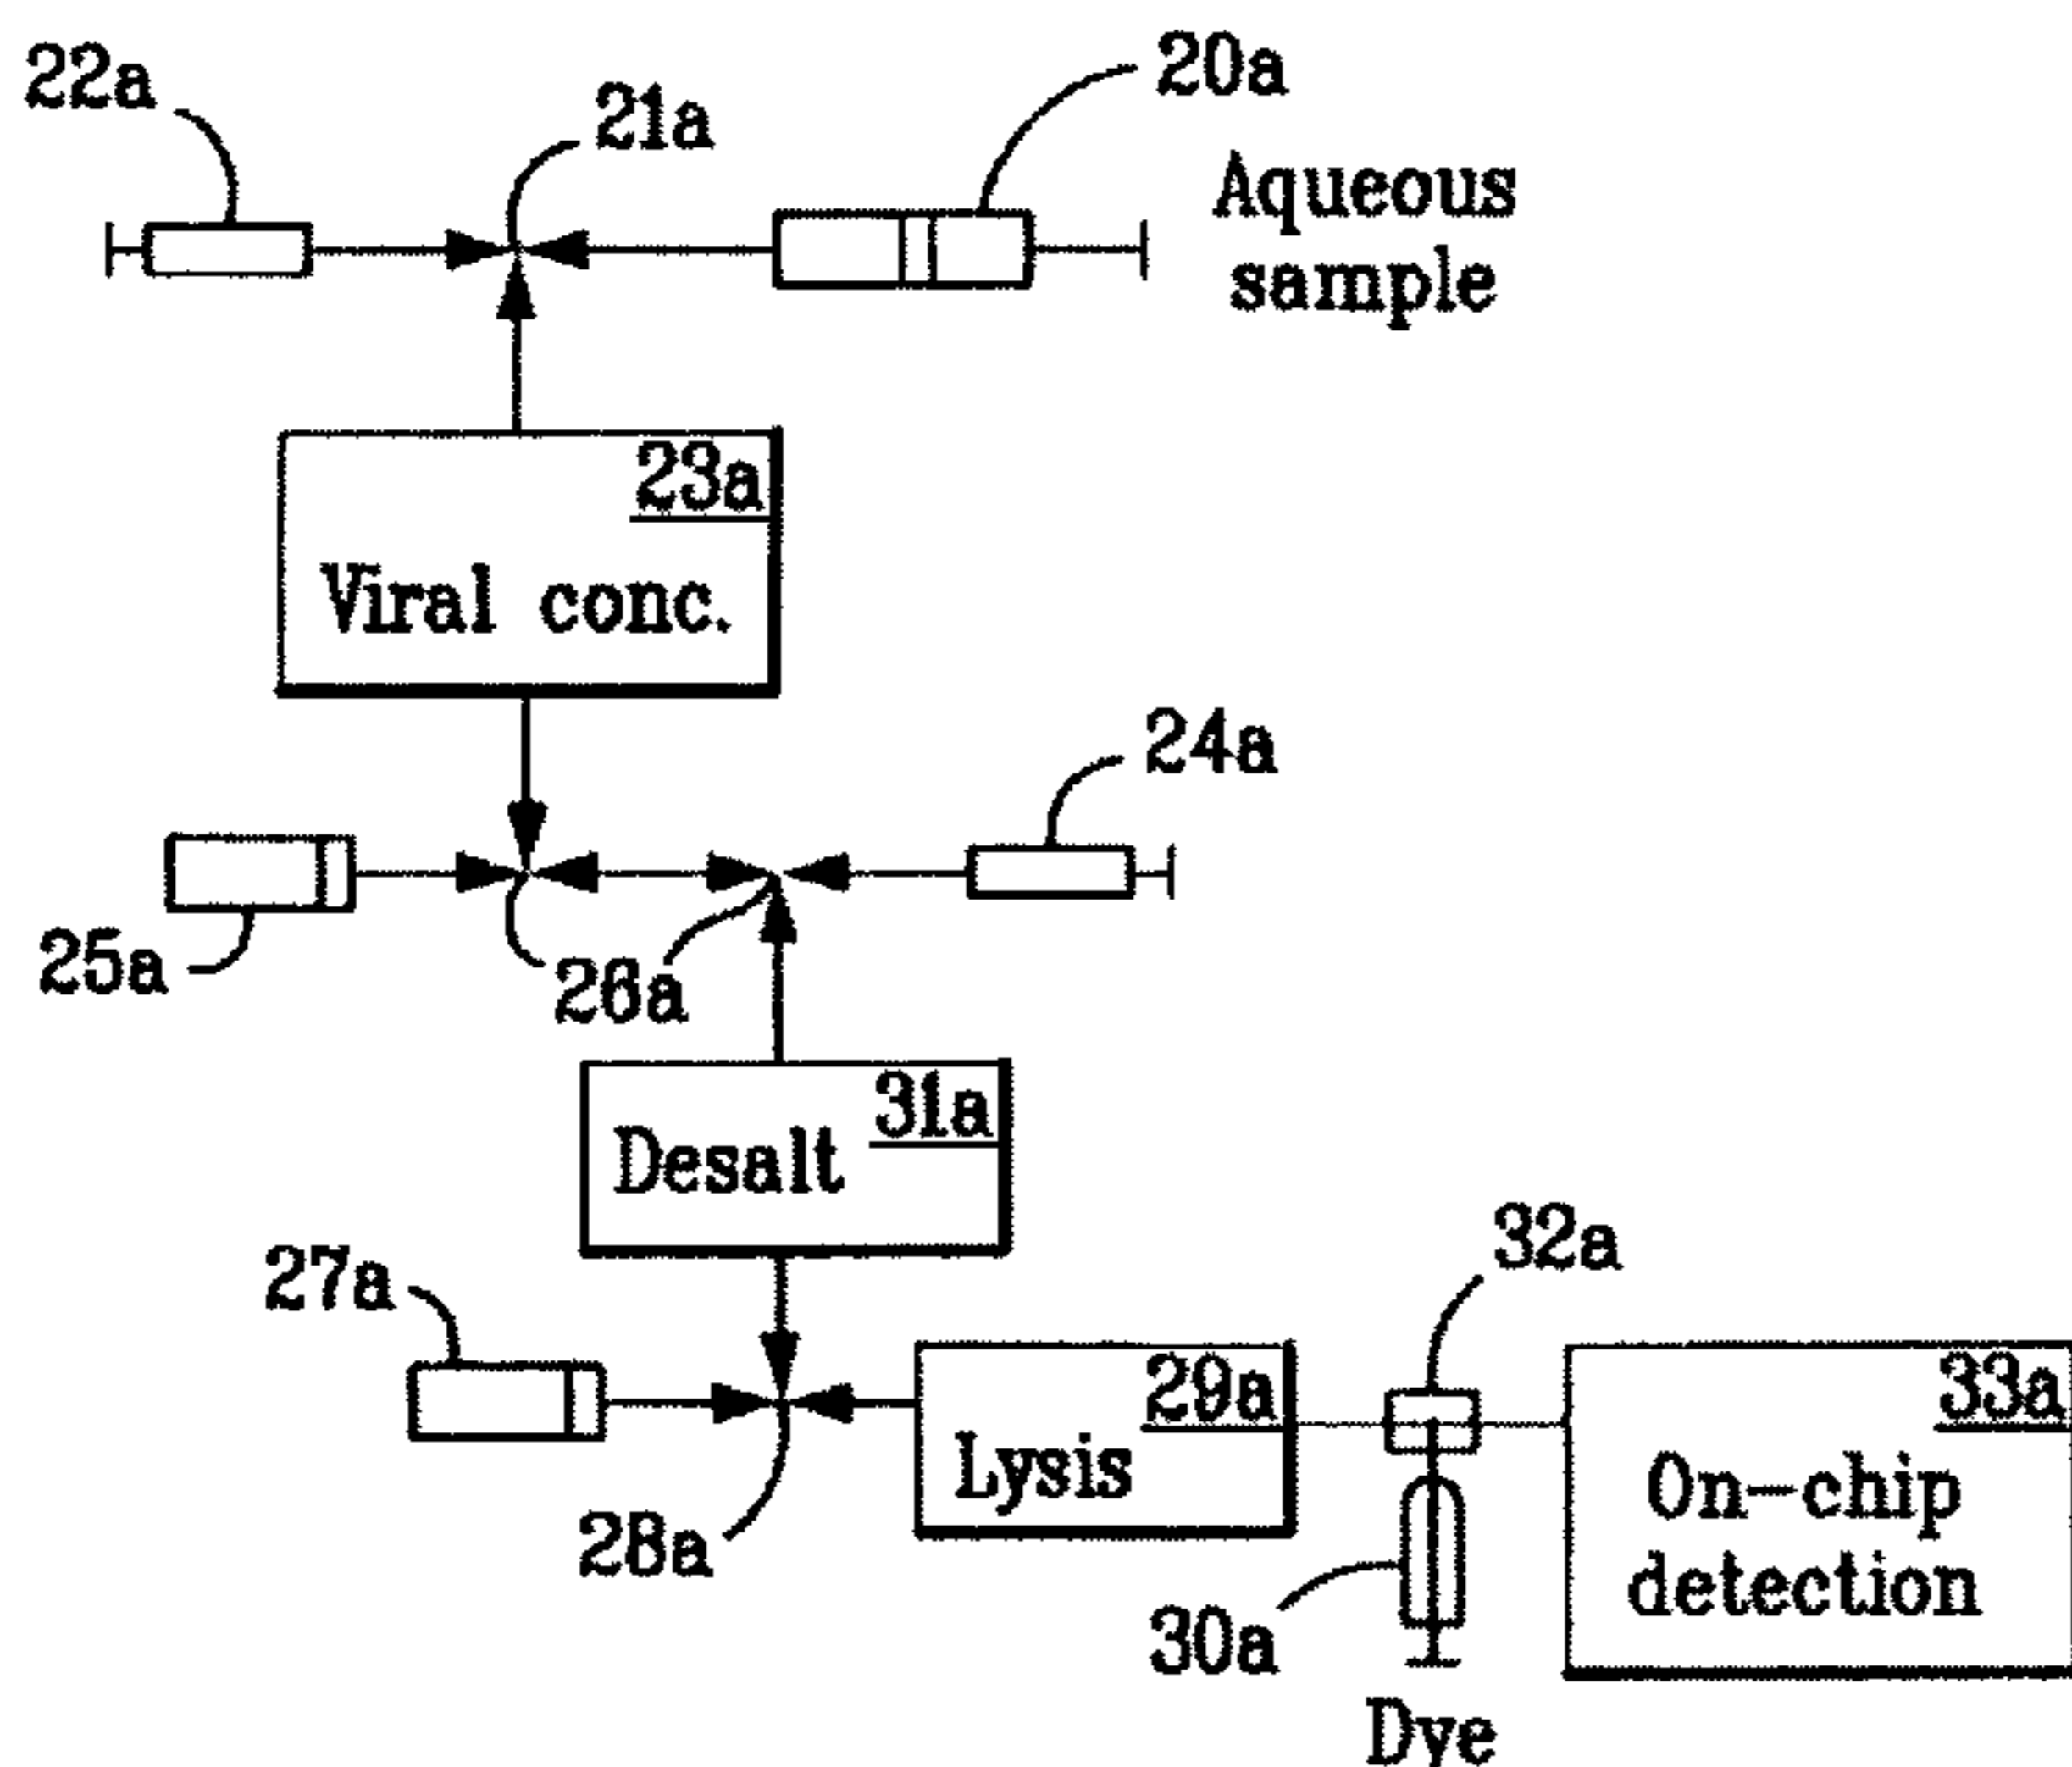 22a
21a
20a
Aqueous
sample
23a
Viral conc.
24a
25a
26a
31a
Desalt
32a
27a
29a
Lysis
33a
On-chip
detection
28a
30a
Dye